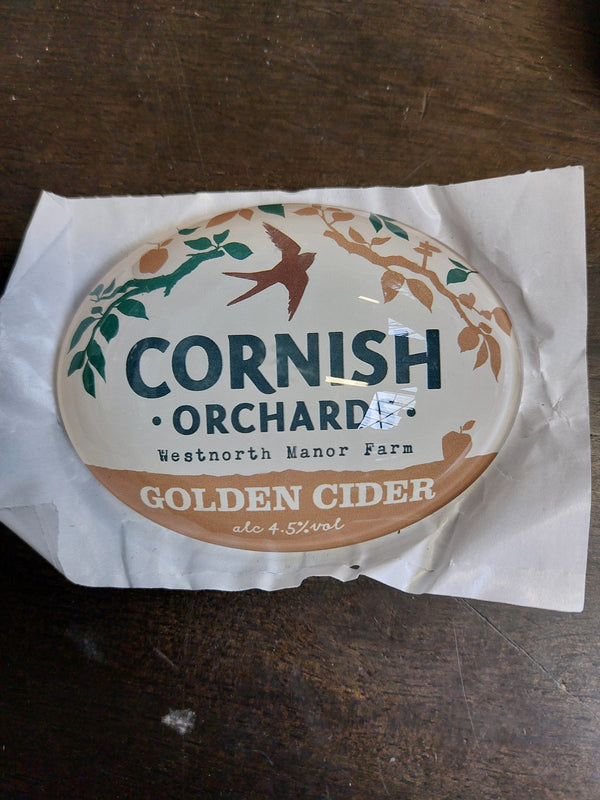 CORNISH
• ORCHARDS •
Westnorth Manor Farm
GOLDEN CIDER
alc 4.5% vol